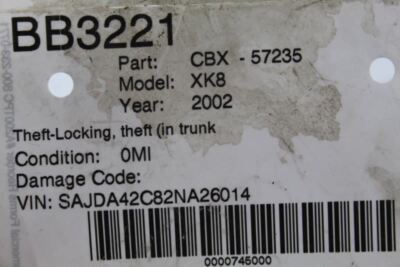 BB3221
Part: CBX - 57235
Model: XK8
Year: 2002
Theft-Locking, theft (in trunk
Condition: 0MI
Damage Code:
VIN: SAJDA42C82NA26014
0000745000